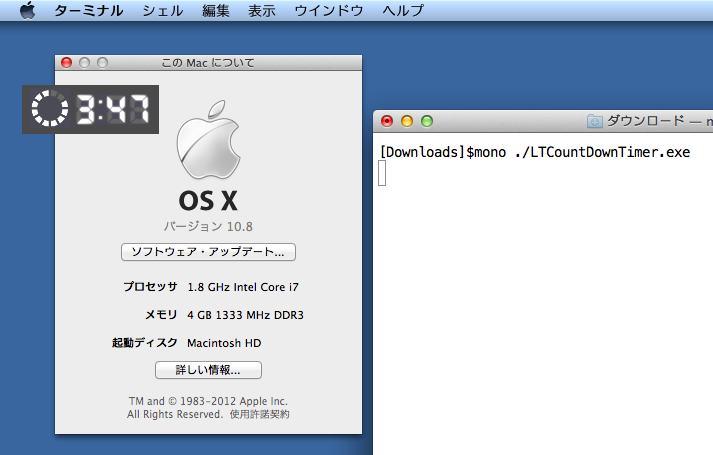 ターミナル シェル 編集 表示 ウインドウ ヘルプ
この Mac について
3:47
OS X
バージョン 10.8
ソフトウェア・アップデート...
プロセッサ 1.8 GHz Intel Core i7
メモリ 4 GB 1333 MHz DDR3
起動ディスク Macintosh HD
詳しい情報...
TM and © 1983-2012 Apple Inc.
All Rights Reserved. 使用許諾契約
ダウンロード — m
[Downloads]$mono ./LTCountDownTimer.exe